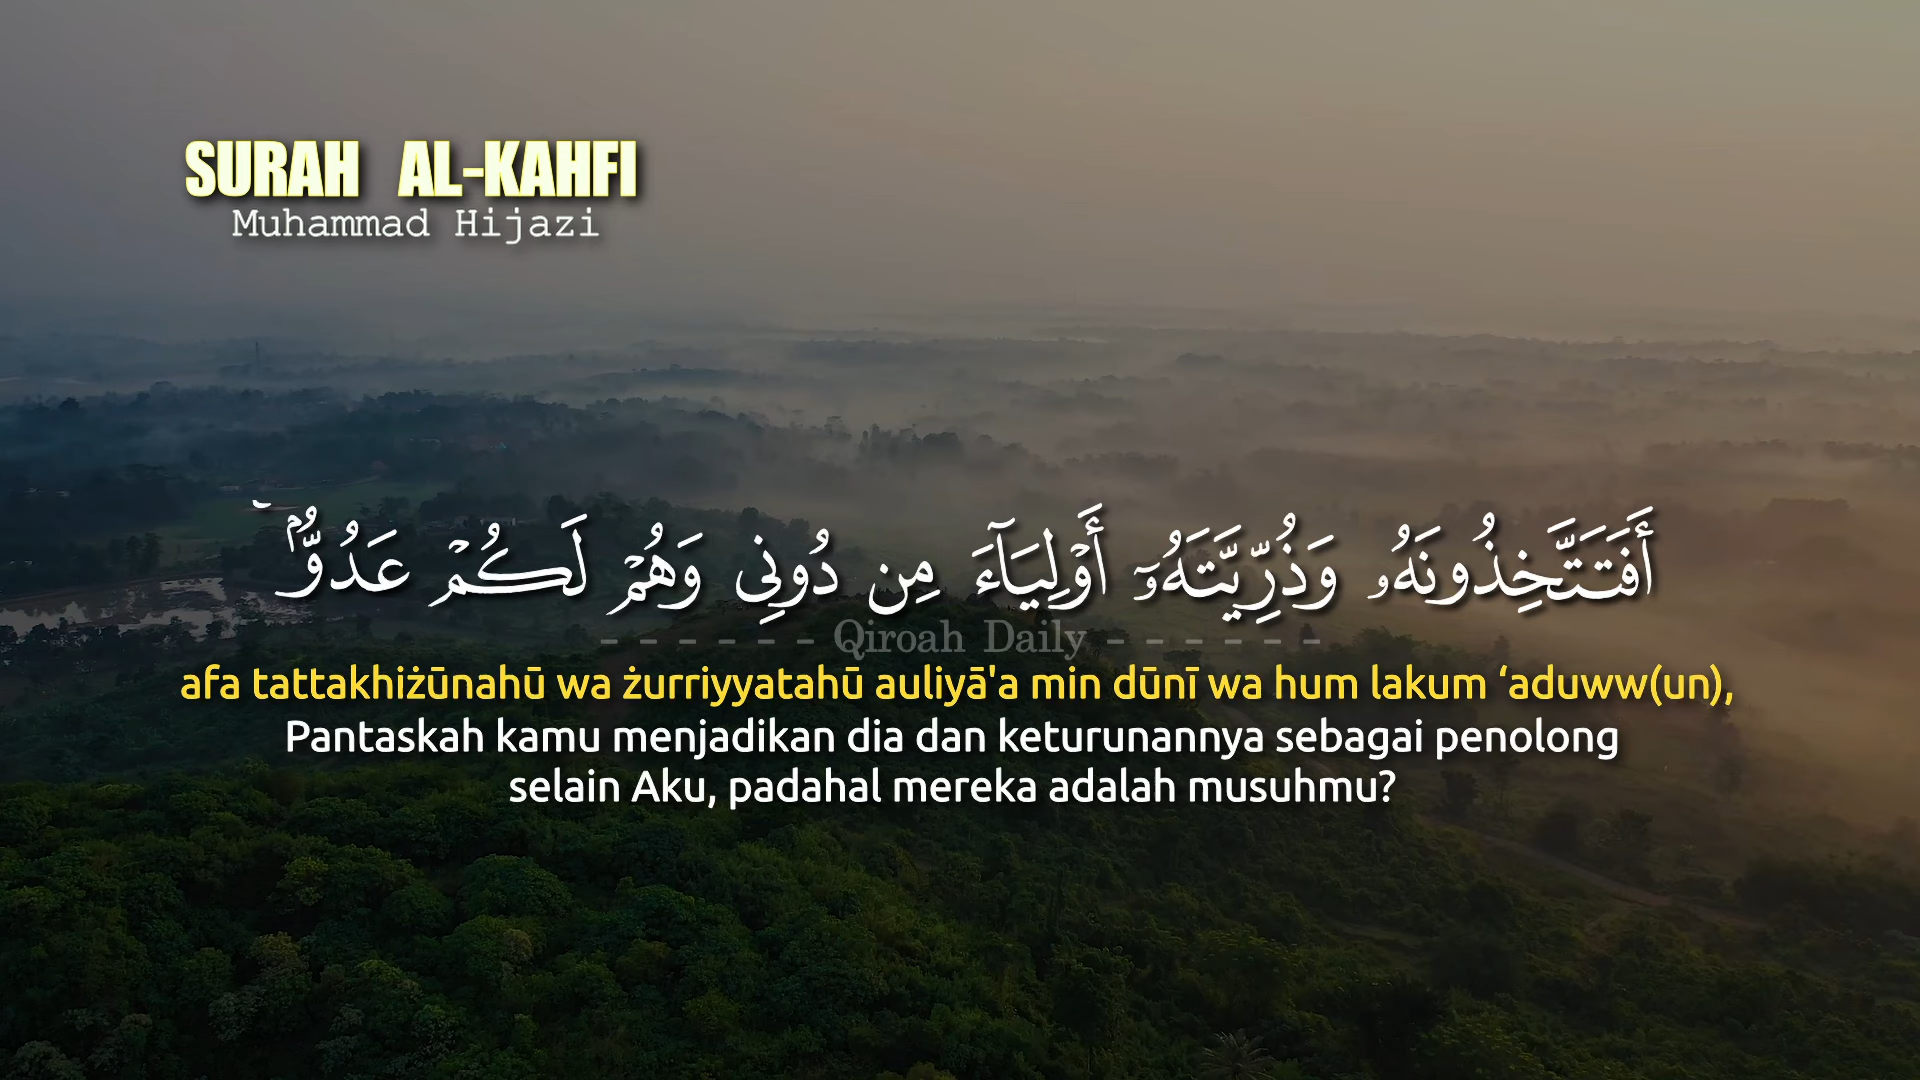 SURAH AL-KAHFI
Muhammad Hijazi
أَفَتَتَّخِذُونَهُۥ وَذُرِّيَّتَهُۥٓ أَوْلِيَآءَ مِن دُونِى وَهُمْ لَكُمْ عَدُوٌّۢ ۚ
- - - - - - Qiroah Daily - - - - - -
afa tattakhiżūnahū wa żurriyyatahū auliyā'a min dūnī wa hum lakum ‘aduww(un),
Pantaskah kamu menjadikan dia dan keturunannya sebagai penolong
selain Aku, padahal mereka adalah musuhmu?